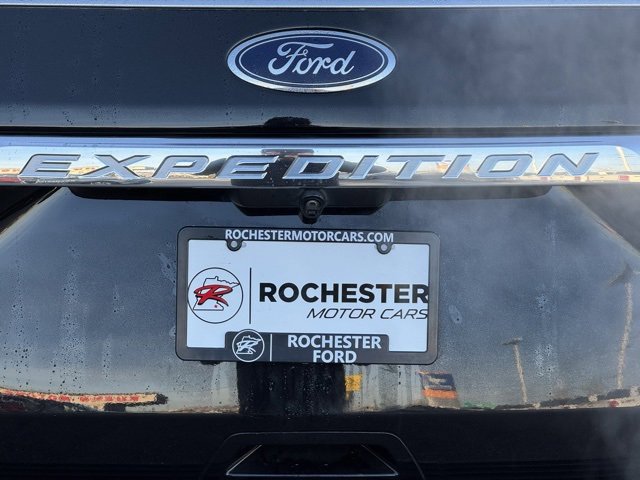 Ford
EXPEDITION
ROCHESTERMOTORCARS.COM
R
ROCHESTER
MOTOR CARS
R
ROCHESTER
FORD